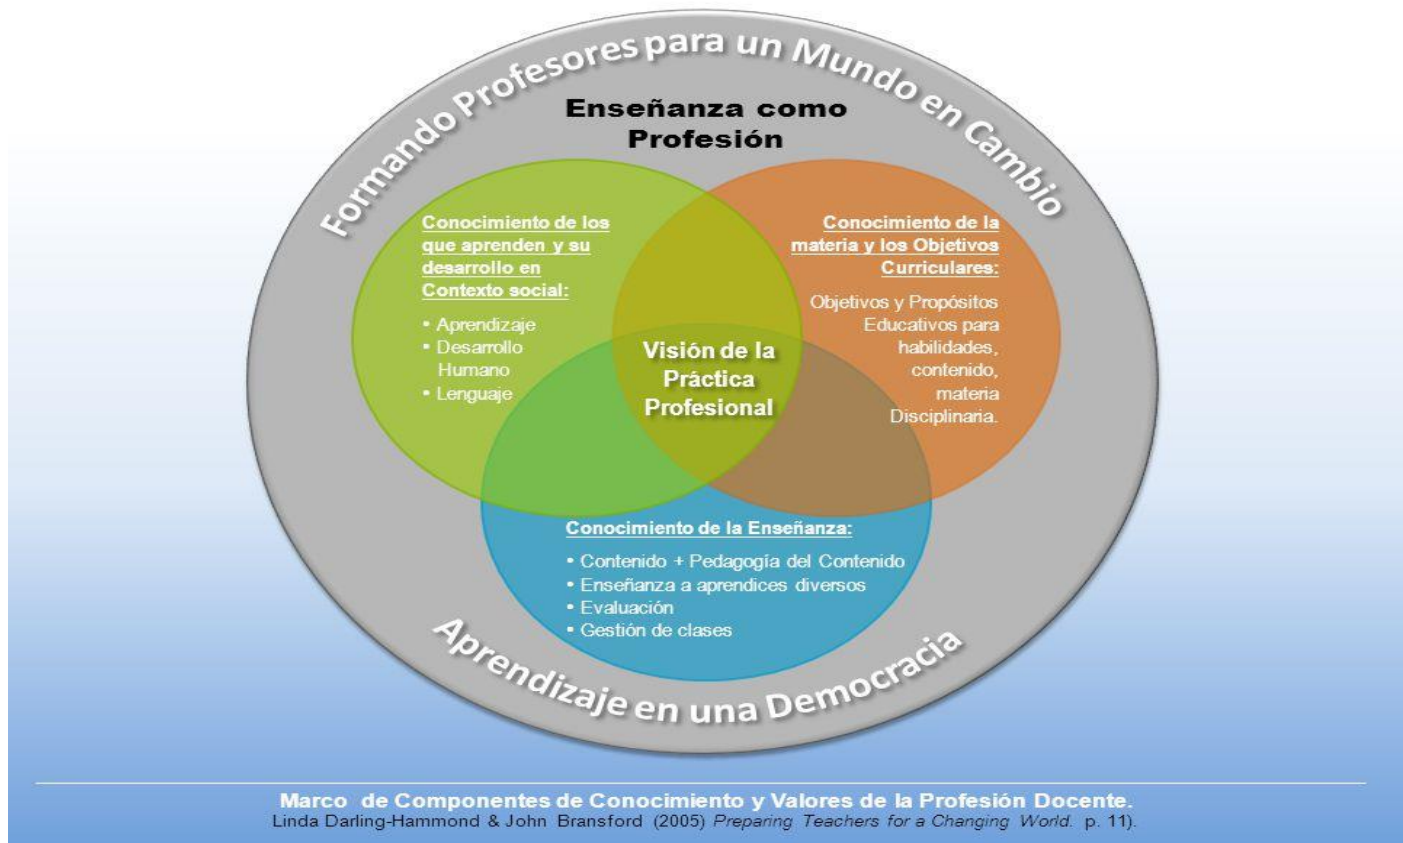 Formando Profesores para un Mundo en Cambio
Enseñanza como
Profesión
Conocimiento de los
que aprenden y su
desarrollo en
Contexto social:
• Aprendizaje
• Desarrollo
Humano
• Lenguaje
Conocimiento de la
materia y los Objetivos
Curriculares:
Objetivos y Propósitos
Educativos para
habilidades,
contenido,
materia
Disciplinaria.
Visión de la
Práctica
Profesional
Conocimiento de la Enseñanza:
• Contenido + Pedagogía del Contenido
• Enseñanza a aprendices diversos
• Evaluación
• Gestión de clases
Aprendizaje en una Democracia
Marco de Componentes de Conocimiento y Valores de la Profesión Docente.
Linda Darling-Hammond & John Bransford (2005) Preparing Teachers for a Changing World. p. 11).